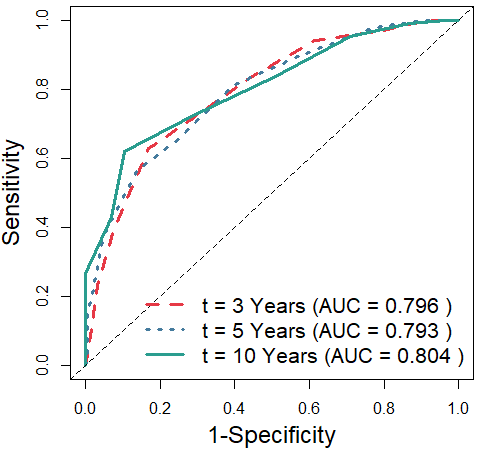 Sensitivity
1.0
0.8
0.6
0.4
0.2
0.0
t = 3 Years (AUC = 0.796 )
t = 5 Years (AUC = 0.793 )
t = 10 Years (AUC = 0.804 )
0.0 0.2 0.4 0.6 0.8 1.0
1-Specificity